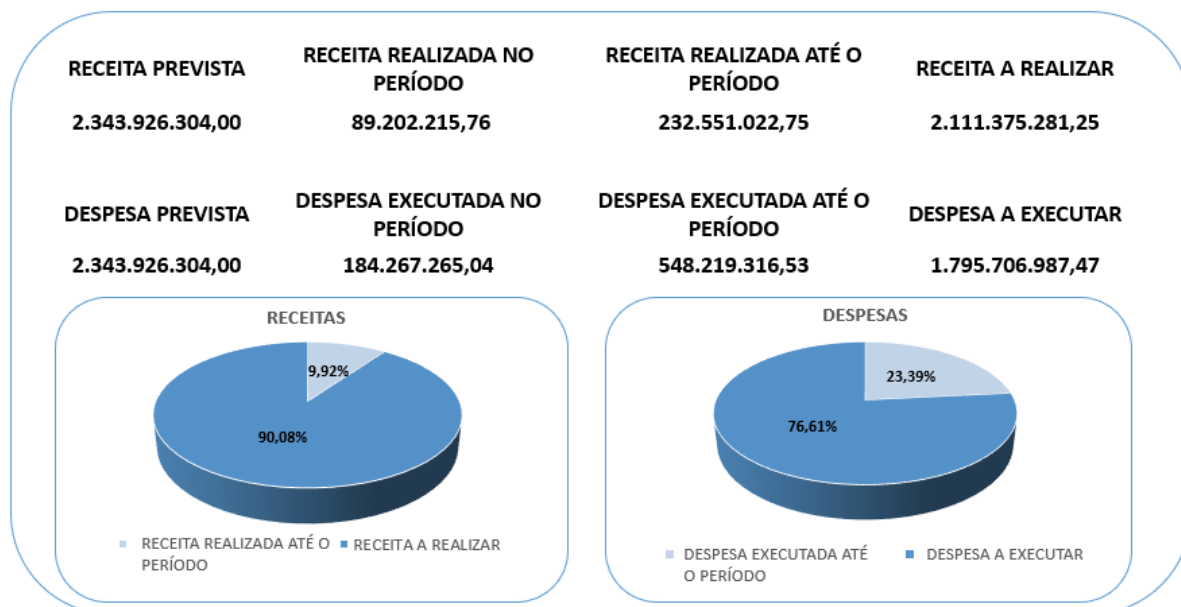 RECEITA PREVISTA
2.343.926.304,00
RECEITA REALIZADA NO
PERÍODO
89.202.215,76
RECEITA REALIZADA ATÉ O
PERÍODO
232.551.022,75
RECEITA A REALIZAR
2.111.375.281,25
DESPESA PREVISTA
2.343.926.304,00
DESPESA EXECUTADA NO
PERÍODO
184.267.265,04
DESPESA EXECUTADA ATÉ O
PERÍODO
548.219.316,53
DESPESA A EXECUTAR
1.795.706.987,47
RECEITAS
9,92%
90,08%
RECEITA REALIZADA ATÉ O
PERÍODO
RECEITA A REALIZAR
DESPESAS
23,39%
76,61%
DESPESA EXECUTADA ATÉ
O PERÍODO
DESPESA A EXECUTAR